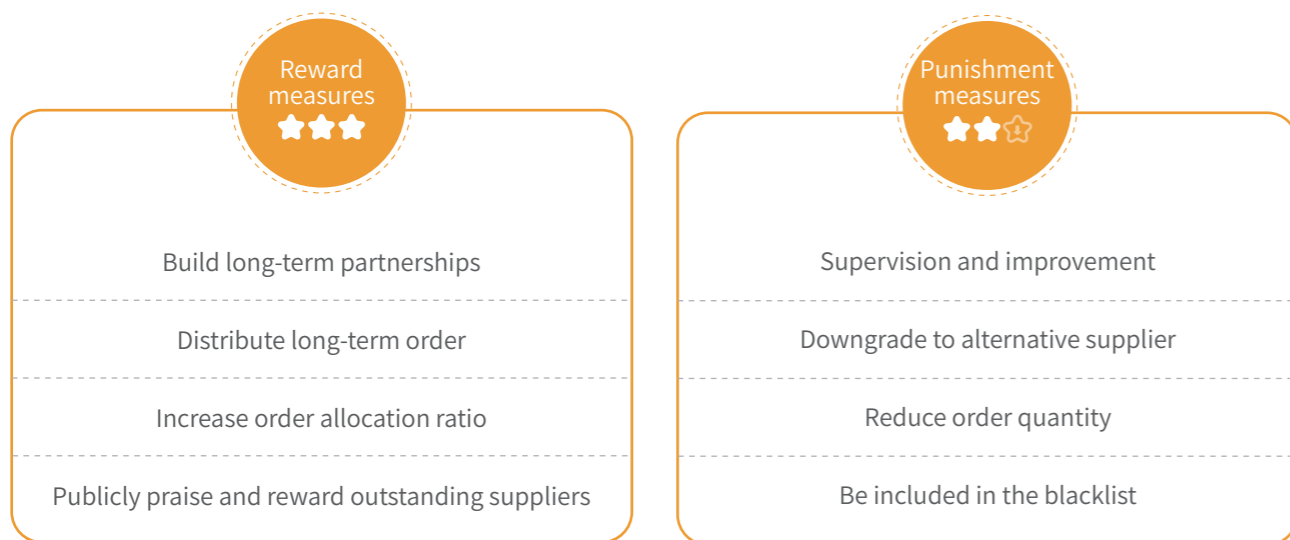 Reward
measures
Build long-term partnerships
Distribute long-term order
Increase order allocation ratio
Publicly praise and reward outstanding suppliers
Punishment
measures
Supervision and improvement
Downgrade to alternative supplier
Reduce order quantity
Be included in the blacklist